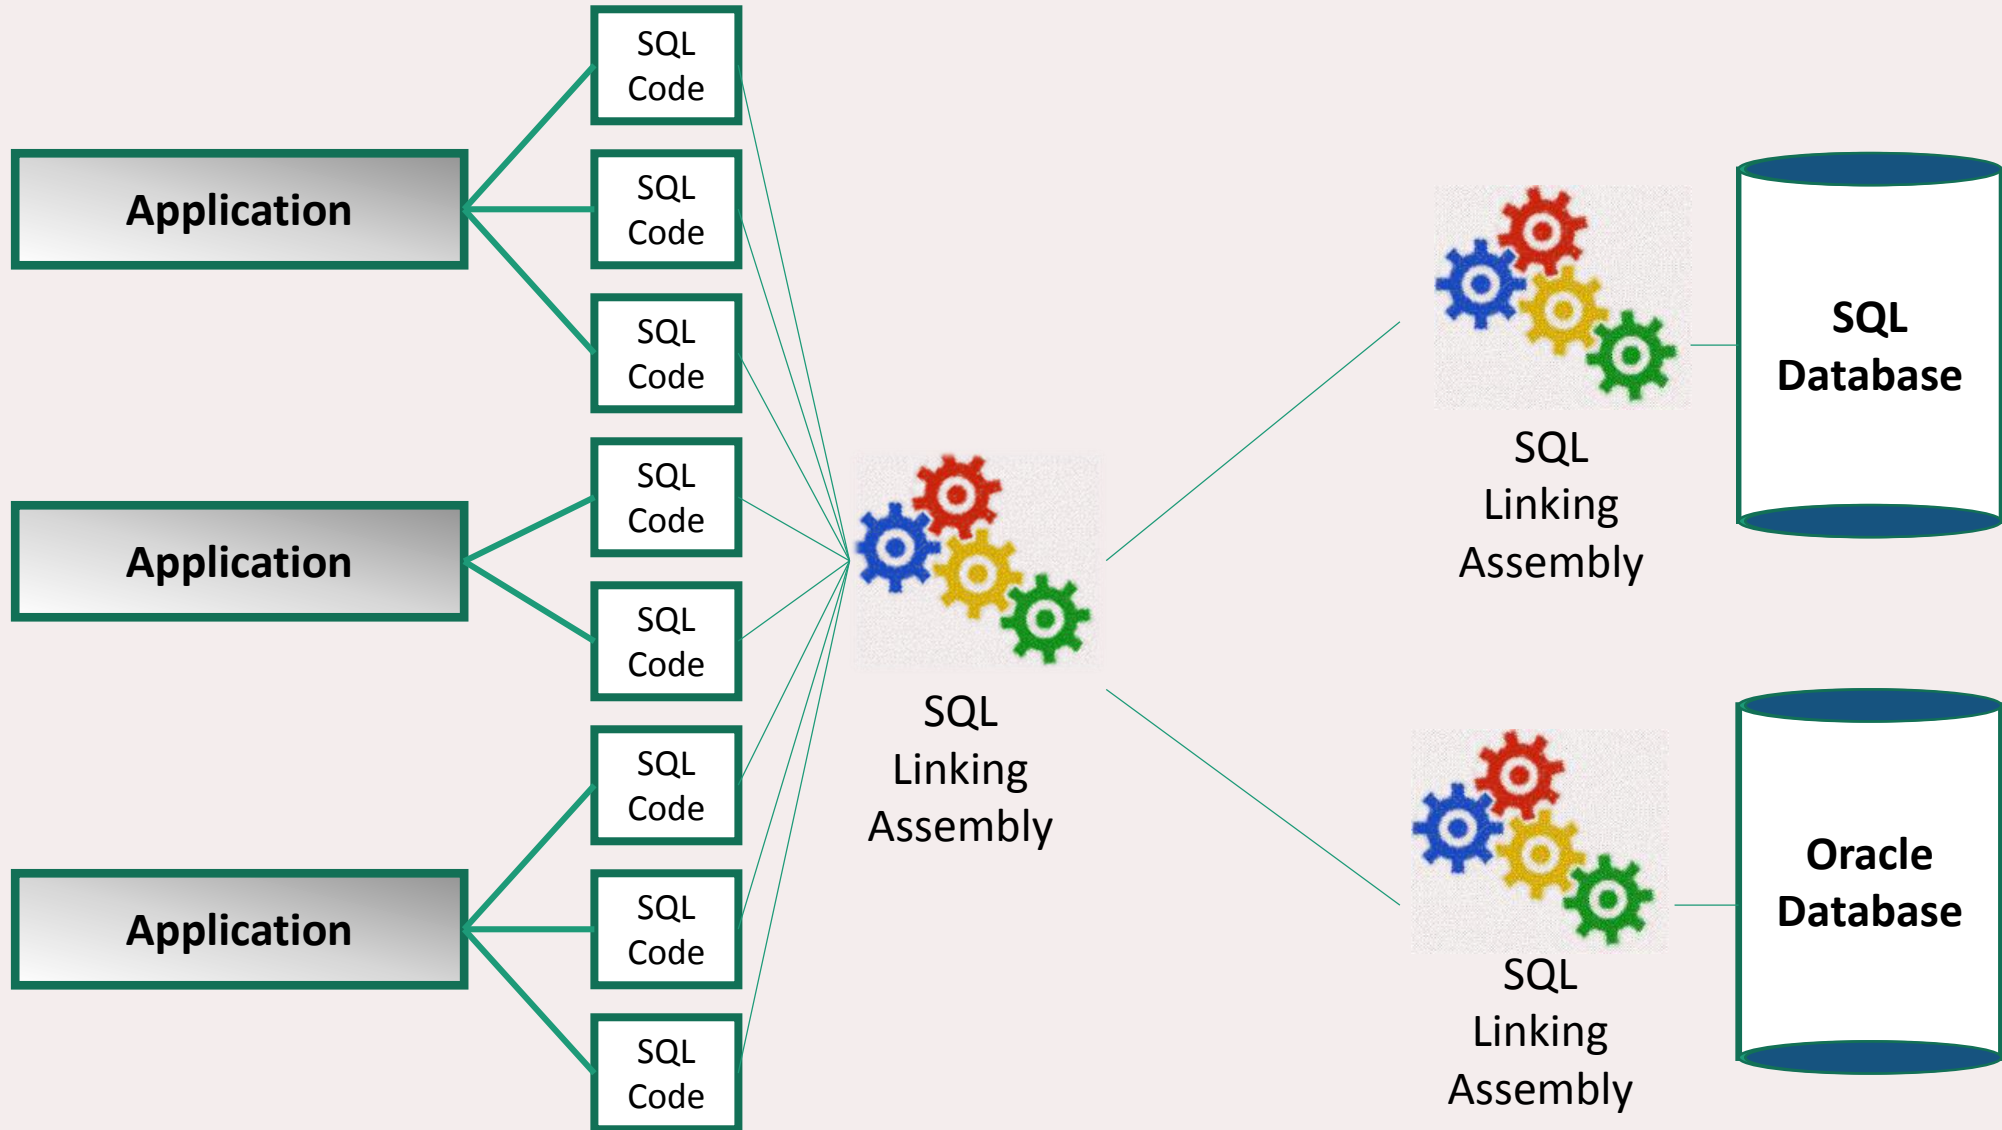 SQL
Code
Application
SQL
Code
SQL
Code
SQL
Code
Application
SQL
Code
SQL
Code
Application
SQL
Code
SQL
Code
SQL
Linking
Assembly
SQL
Linking
Assembly
SQL
Database
SQL
Linking
Assembly
Oracle
Database